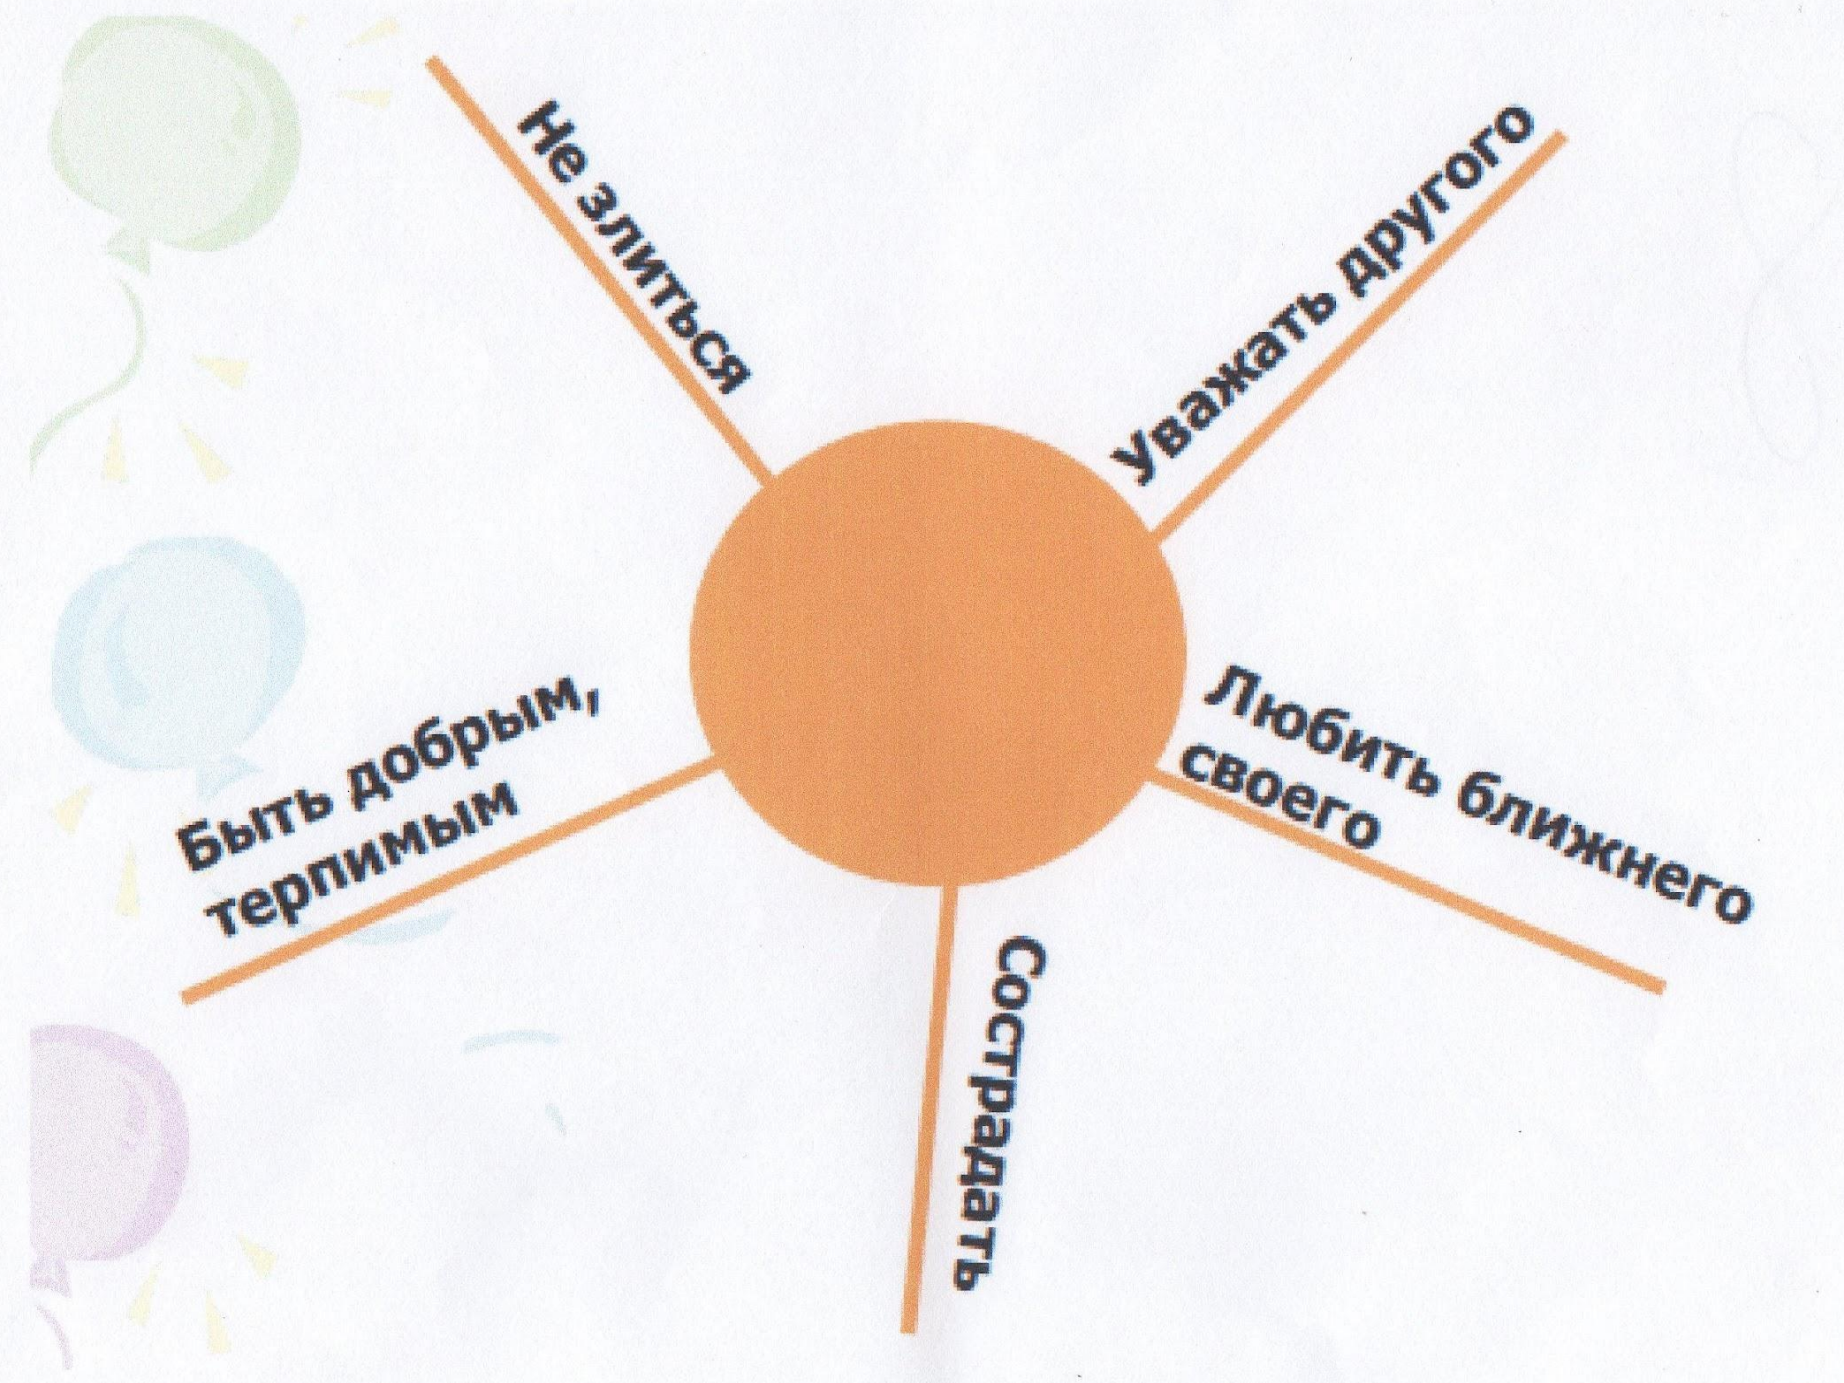 Не злиться
Уважать другого
Быть добрым,
терпимым
Любить ближнего
своего
Сострадать